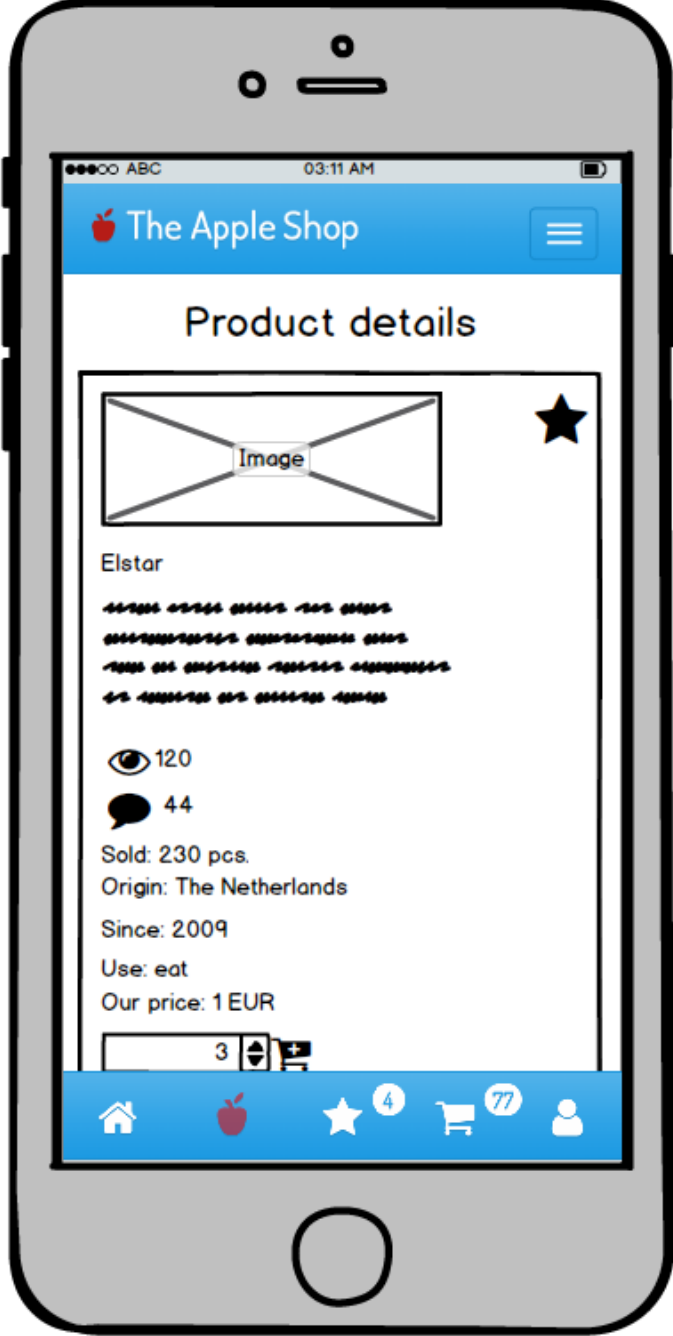 ABC 03:11 AM
The Apple Shop
Product details
Image
Elstar
120
44
Sold: 230 pcs.
Origin: The Netherlands
Since: 2009
Use: eat
Our price: 1 EUR
3
4 77